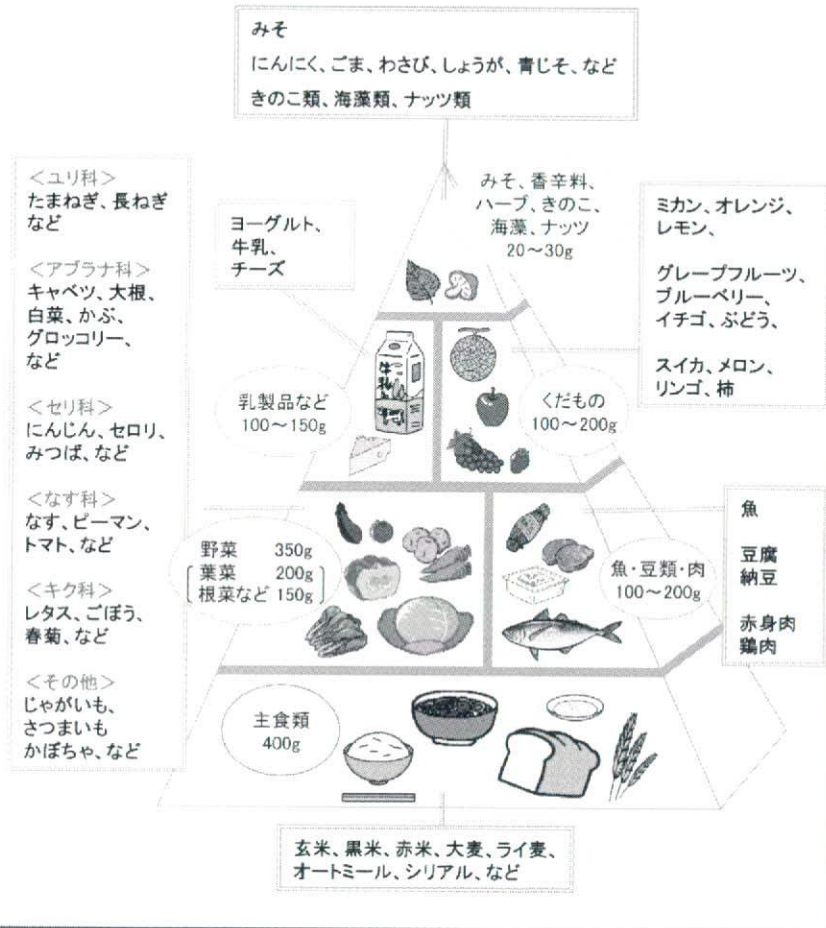 みそ
にんにく、ごま、わさび、しょうが、青じそ、など
きのこ類、海藻類、ナッツ類
みそ、香辛料、
ハーブ、きのこ、
海藻、ナッツ
20～30g
＜ユリ科＞
たまねぎ、長ねぎ
など
＜アブラナ科＞
キャベツ、大根、
白菜、かぶ、
グロッコリー、
など
＜セリ科＞
にんじん、セロリ、
みつば、など
＜なす科＞
なす、ピーマン、
トマト、など
＜キク科＞
レタス、ごぼう、
春菊、など
＜その他＞
じゃがいも、
さつまいも
かぼちゃ、など
ヨーグルト、
牛乳、
チーズ
ミカン、オレンジ、
レモン、
グレープフルーツ、
ブルーベリー、
イチゴ、ぶどう、
スイカ、メロン、
リンゴ、柿
牛乳
乳製品など
100～150g
くだもの
100～200g
野菜 350g
葉菜 200g
根菜など 150g
魚・豆類・肉
100～200g
魚
豆腐
納豆
赤身肉
鶏肉
主食類
400g
玄米、黒米、赤米、大麦、ライ麦、
オートミール、シリアル、など